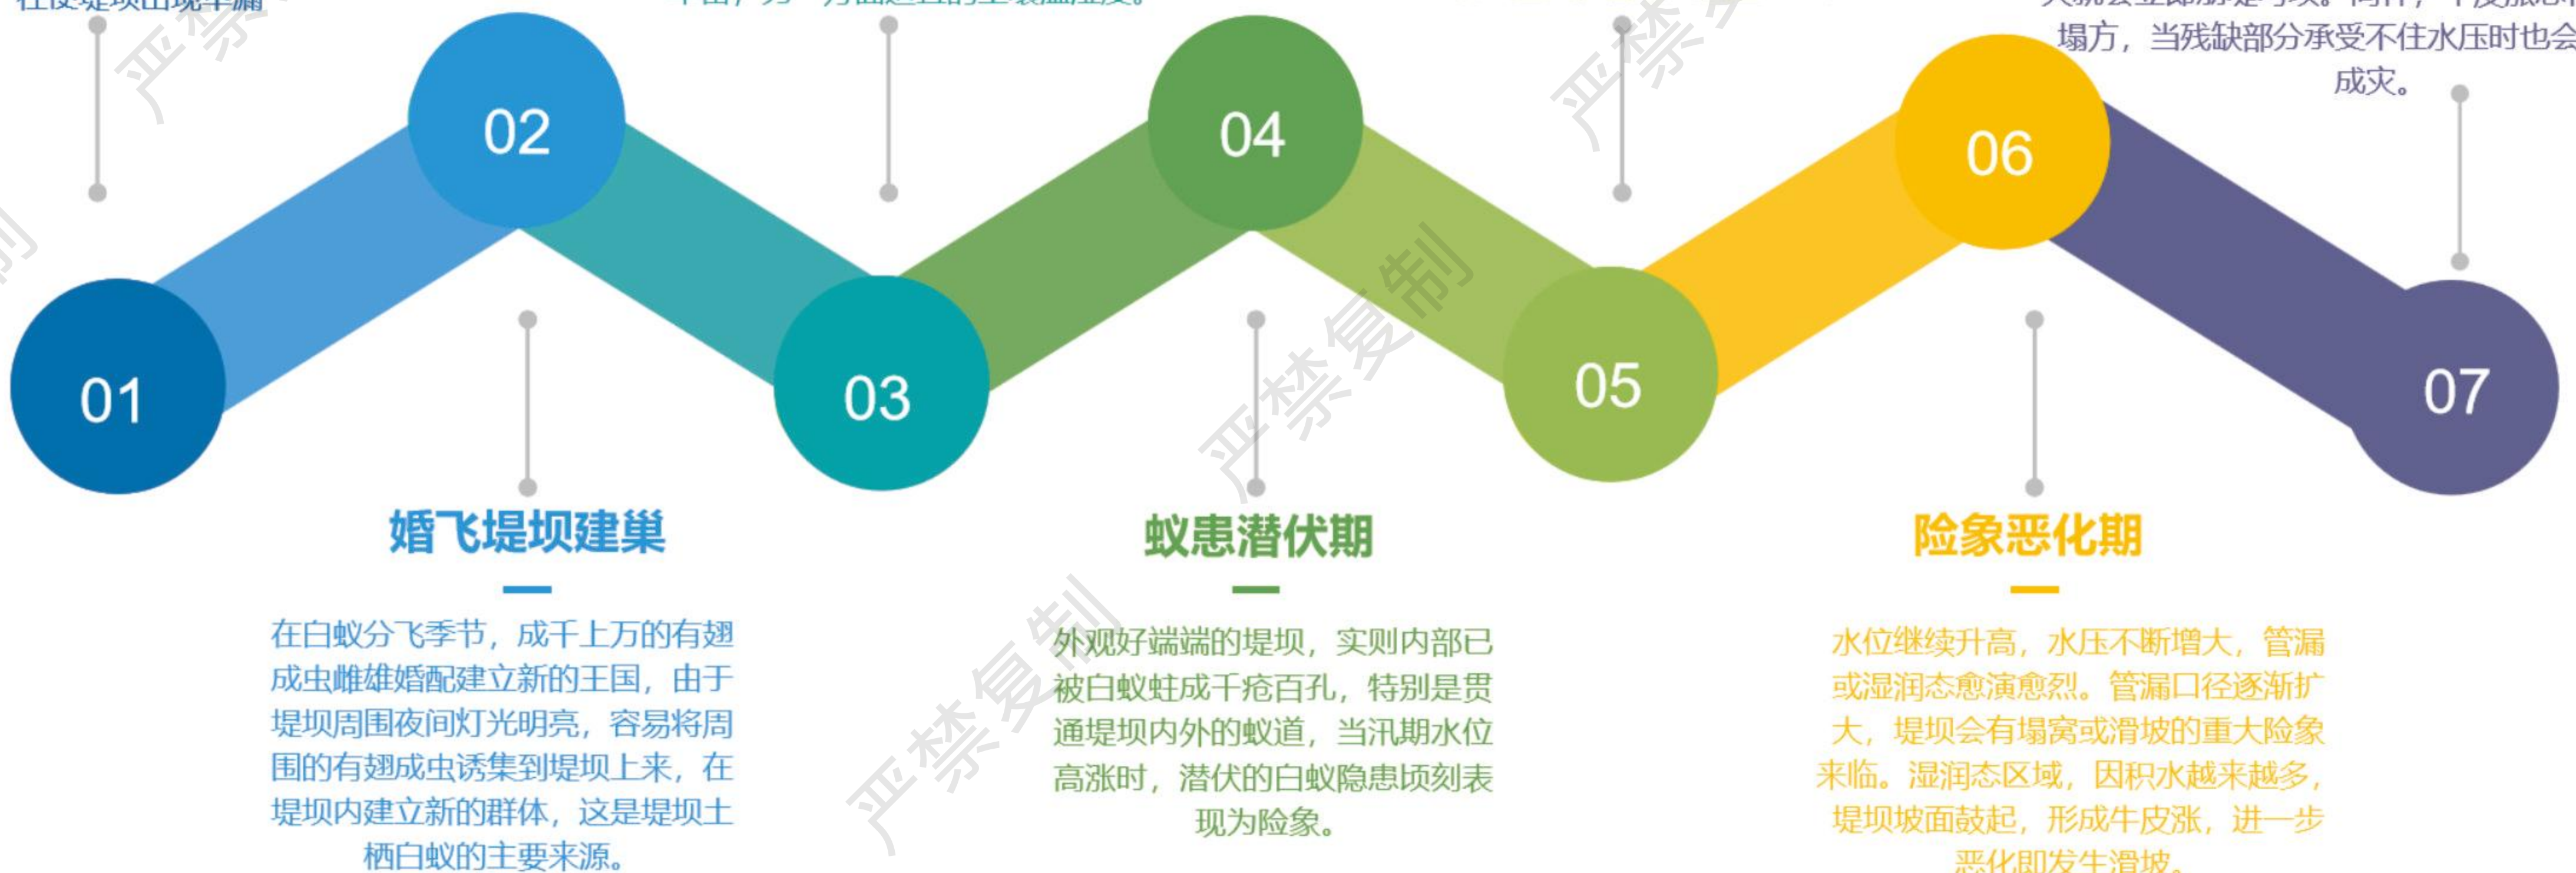 塌方，当残缺部分承受不住水压时也会
成灾。
01
02
03
04
05
06
07
婚飞堤坝建巢
在白蚁分飞季节，成千上万的有翅
成虫雌雄婚配建立新的王国，由于
堤坝周围夜间灯光明亮，容易将周
围的有翅成虫诱集到堤坝上来，在
堤坝内建立新的群体，这是堤坝土
栖白蚁的主要来源。
蚁患潜伏期
外观好端端的堤坝，实则内部已
被白蚁蛀成千疮百孔，特别是贯
通堤坝内外的蚁道，当汛期水位
高涨时，潜伏的白蚁隐患顷刻表
现为险象。
险象恶化期
水位继续升高，水压不断增大，管漏
或湿润态愈演愈烈。管漏口径逐渐扩
大，堤坝会有塌窝或滑坡的重大险象
来临。湿润态区域，因积水越来越多，
堤坝坡面鼓起，形成牛皮涨，进一步
恶化即发生滑坡。
严禁复制
严禁复制